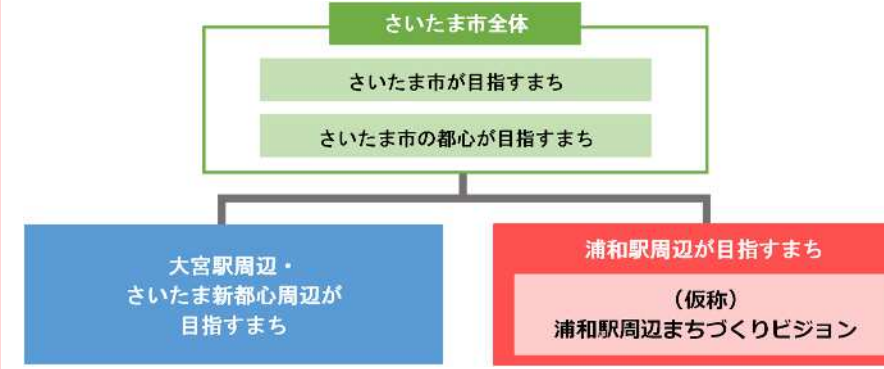 さいたま市全体
さいたま市が目指すまち
さいたま市の都心が目指すまち
大宮駅周辺・
さいたま新都心周辺が
目指すまち
浦和駅周辺が目指すまち
（仮称）
浦和駅周辺まちづくりビジョン